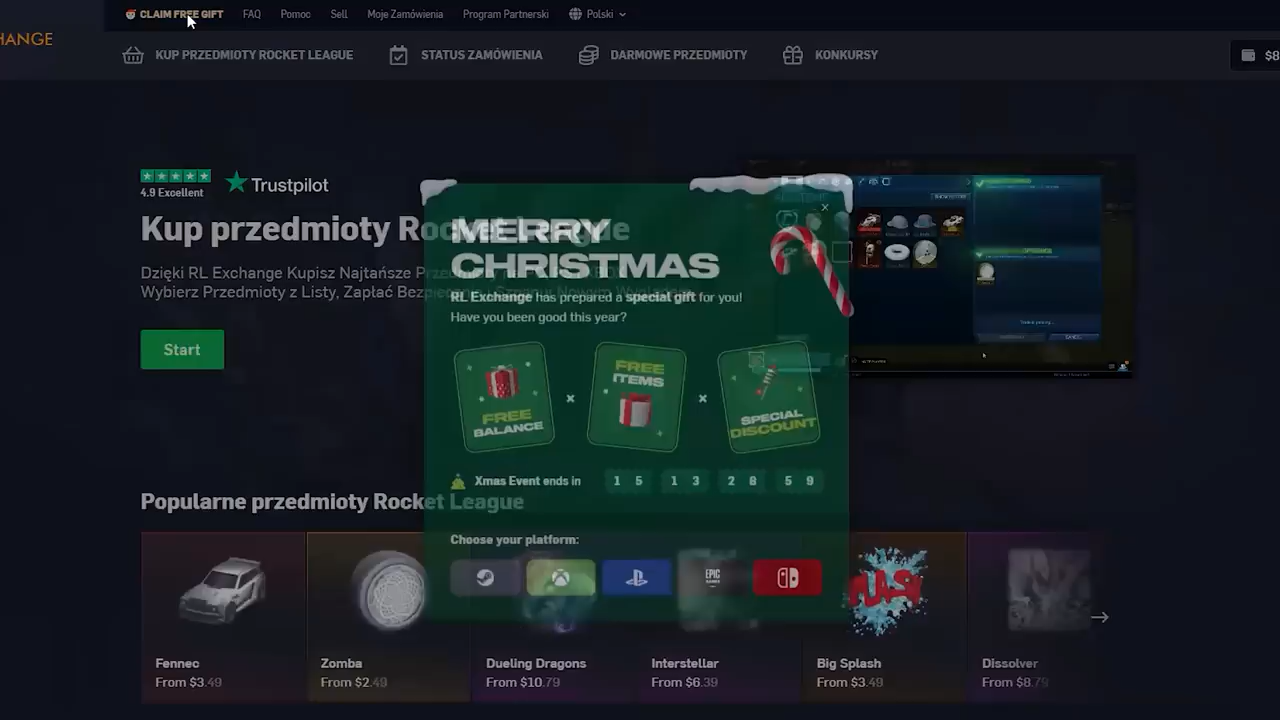 CLAIM FREE GIFT
FAQ
Pomoc
Sell
Moje Zamówienia
Program Partnerski
Polski
HANGE
KUP PRZEDMIOTY ROCKET LEAGUE
STATUS ZAMÓWIENIA
DARMOWE PRZEDMIOTY
KONKURSY
$8
4.9 Excellent
Trustpilot
Kup przedmioty Rocket League
Dzięki RL Exchange Kupisz Najtańsze
Wybierz Przedmioty z Listy, Zapłać
Start
MERRY
CHRISTMAS
RL Exchange has prepared a special gift for you!
Have you been good this year?
FREE
BALANCE
FREE
ITEMS
SPECIAL
DISCOUNT
Xmas Event ends in
1 5 1 3 2 8 5 9
Popularne przedmioty Rocket League
Choose your platform:
EPIC
GAMES
Fennec
From $3.49
Zomba
From $2.49
Dueling Dragons
From $10.79
Interstellar
From $6.39
Big Splash
From $3.49
Dissolver
From $8.79